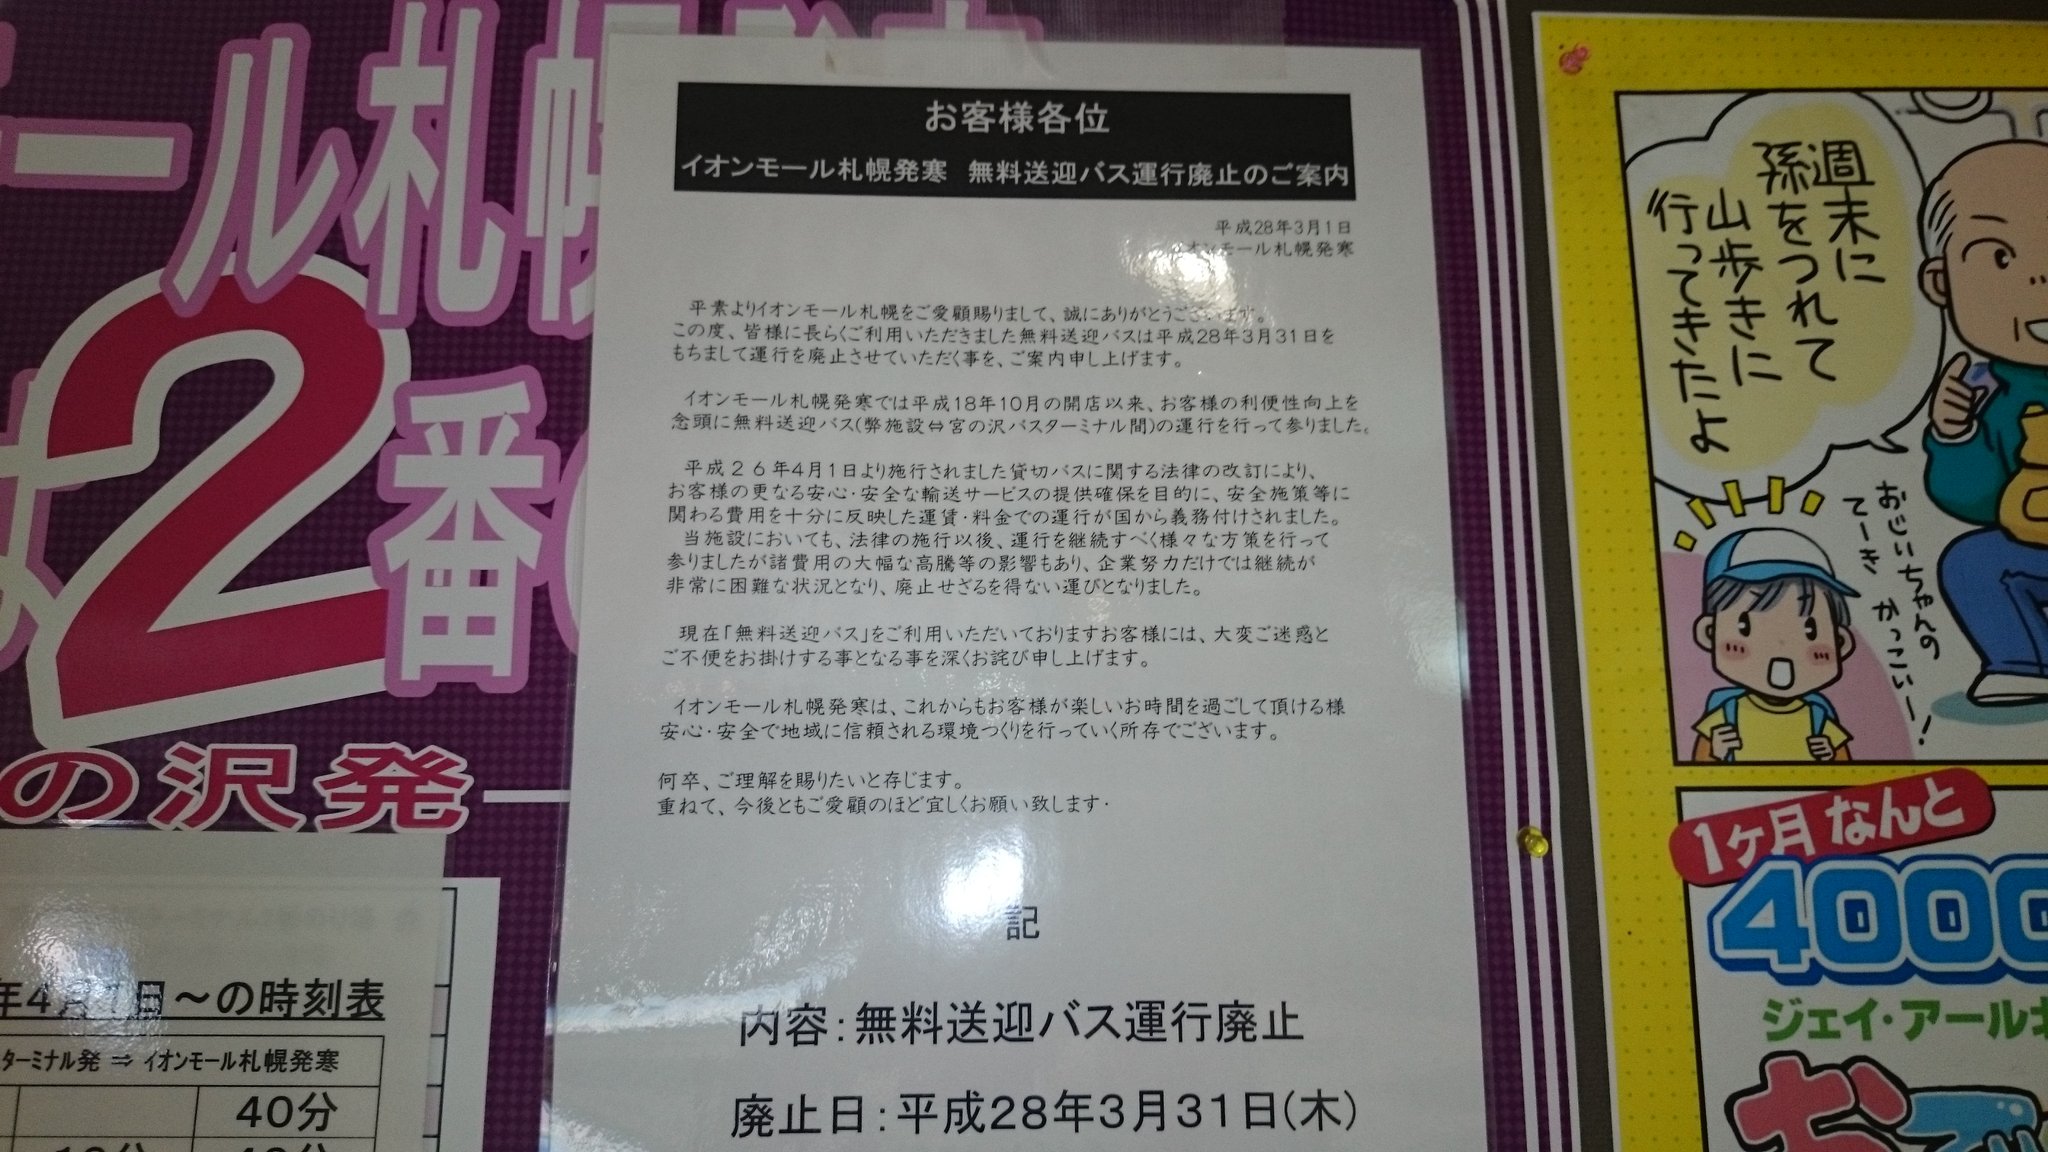 ール札幌
2番
の沢発
年4月1日～の時刻表
ターミナル発 ⇒ イオンモール札幌発寒
40分
お客様各位
イオンモール札幌発寒　無料送迎バス運行廃止のご案内
平成28年3月1日
イオンモール札幌発寒
平素よりイオンモール札幌をご愛顧賜りまして、誠にありがとうございます。
この度、皆様に長らくご利用いただきました無料送迎バスは平成28年3月31日を
もちまして運行を廃止させていただく事を、ご案内申し上げます。
イオンモール札幌発寒では平成18年10月の開店以来、お客様の利便性向上を
念頭に無料送迎バス(弊施設⇔宮の沢バスターミナル間)の運行を行って参りました。
平成２６年4月1日より施行されました貸切バスに関する法律の改訂により、
お客様の更なる安心・安全な輸送サービスの提供確保を目的に、安全施策等に
関わる費用を十分に反映した運賃・料金での運行が国から義務付けされました。
当施設においても、法律の施行以後、運行を継続すべく様々な方策を行って
参りましたが諸費用の大幅な高騰等の影響もあり、企業努力だけでは継続が
非常に困難な状況となり、廃止せざるを得ない運びとなりました。
現在「無料送迎バス」をご利用いただいておりますお客様には、大変ご迷惑と
ご不便をお掛けする事となる事を深くお詫び申し上げます。
イオンモール札幌発寒は、これからもお客様が楽しいお時間を過ごして頂ける様
安心・安全で地域に信頼される環境つくりを行っていく所存でございます。
何卒、ご理解を賜りたいと存じます。
重ねて、今後ともご愛顧のほど宜しくお願い致します・
記
内容：無料送迎バス運行廃止
廃止日：平成28年3月31日(木)
週末に
孫をつれて
山歩きに
行ってきたよ
おじいちゃんの
てーき
かっこいー！
1ヶ月 なんと
4000
ジェイ・アール